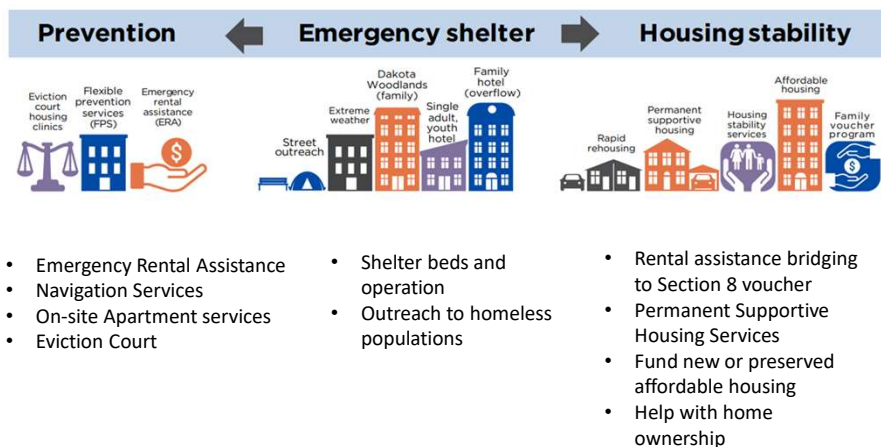 Prevention
Emergency shelter
Housing stability
Eviction
court
housing
clinics
Flexible
prevention
services
(FPS)
Emergency
rental
assistance
(ERA)
$
Street
outreach
Extreme
weather
Dakota
Woodlands
(family)
Single
adult,
youth
hotel
Family
hotel
(overflow)
Rapid
rehousing
Permanent
supportive
housing
Housing
stability
services
Affordable
housing
Family
voucher
program
$
• Emergency Rental Assistance
• Navigation Services
• On-site Apartment services
• Eviction Court
• Shelter beds and
operation
• Outreach to homeless
populations
• Rental assistance bridging
to Section 8 voucher
• Permanent Supportive
Housing Services
• Fund new or preserved
affordable housing
• Help with home
ownership